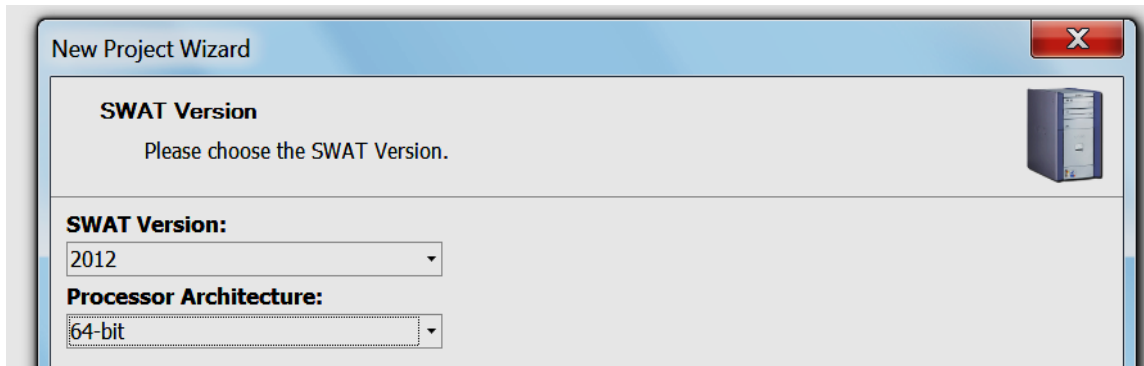 New Project Wizard
SWAT Version
Please choose the SWAT Version.
SWAT Version:
2012
Processor Architecture:
64-bit